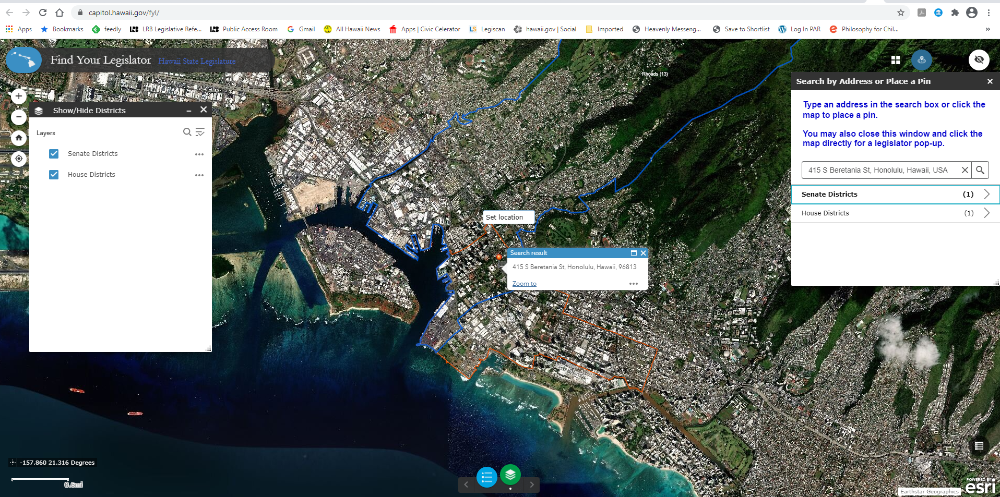 capitol.hawaii.gov/fyl/
Apps
Bookmarks
feedly
LRB Legislative Refe...
Public Access Room
Gmail
All Hawaii News
Apps | Civic Celerator
Legiscan
hawaii.gov | Social
Imported
Heavenly Messeng...
Save to Shortlist
Log In PAR
Philosophy for Chil...
»
Find Your Legislator Hawaii State Legislature
Rhoads (13)
Show/Hide Districts
Layers
Senate Districts
House Districts
Search by Address or Place a Pin
Type an address in the search box or click the
map to place a pin.
You may also close this window and click the
map directly for a legislator pop-up.
415 S Beretania St, Honolulu, Hawaii, USA
Senate Districts (1)
House Districts (1)
Set location
Search result
415 S Beretania St, Honolulu, Hawaii, 96813
Zoom to
-157.860 21.316 Degrees
0.6mi
Earthstar Geographics
POWERED BY
esri